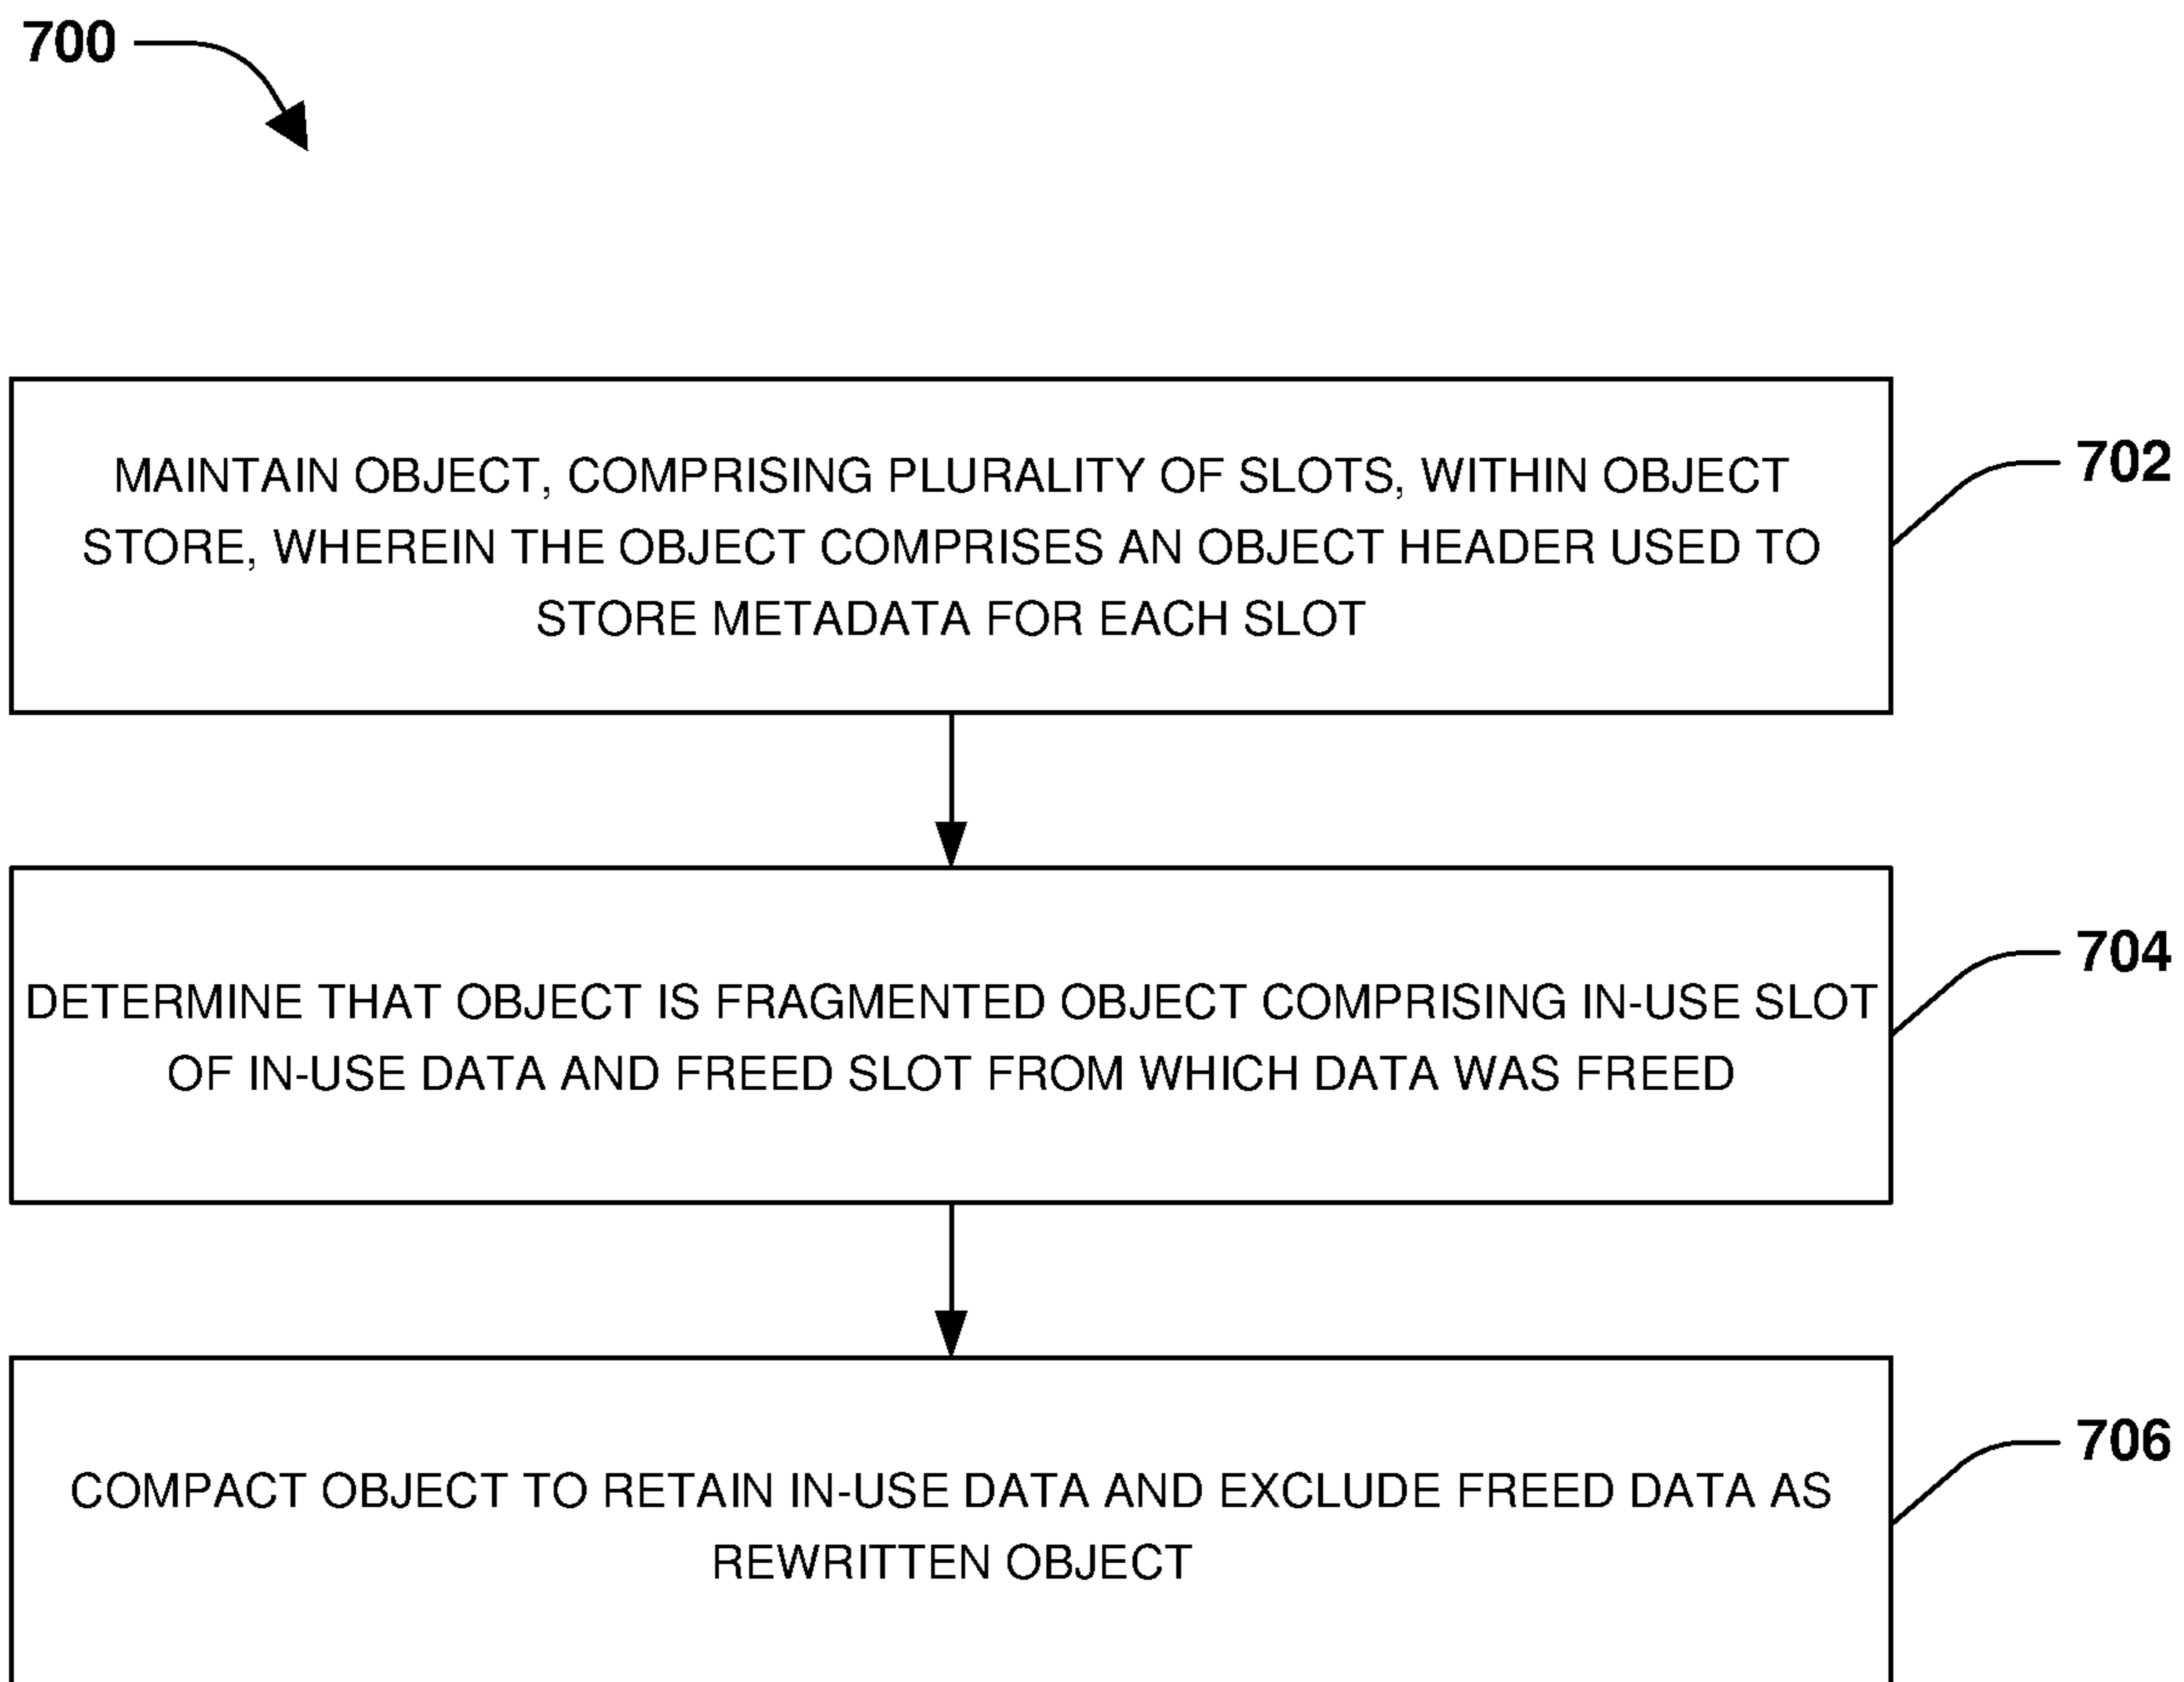 700
MAINTAIN OBJECT, COMPRISING PLURALITY OF SLOTS, WITHIN OBJECT
STORE, WHEREIN THE OBJECT COMPRISES AN OBJECT HEADER USED TO
STORE METADATA FOR EACH SLOT
702
DETERMINE THAT OBJECT IS FRAGMENTED OBJECT COMPRISING IN-USE SLOT
OF IN-USE DATA AND FREED SLOT FROM WHICH DATA WAS FREED
704
COMPACT OBJECT TO RETAIN IN-USE DATA AND EXCLUDE FREED DATA AS
REWRITTEN OBJECT
706